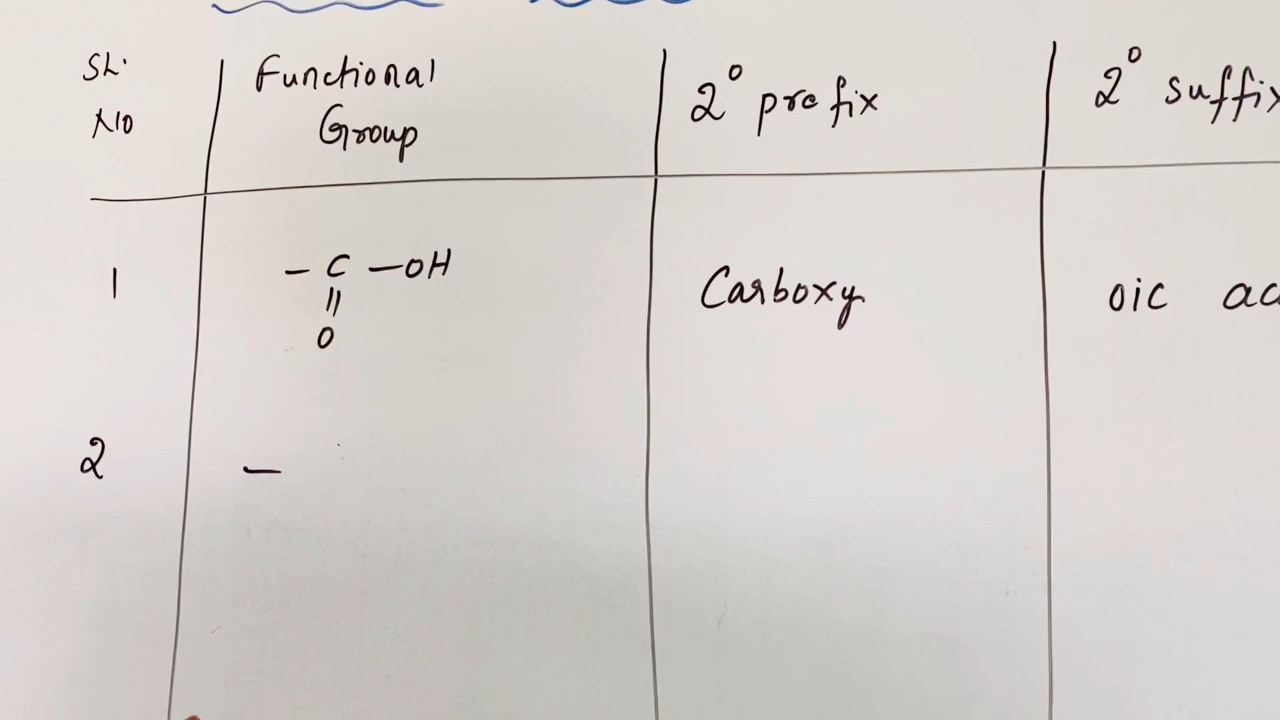 Sl. No
Functional Group
2° prefix
2° suffix
1
– C – OH
||
O
Carboxy
oic
2
–